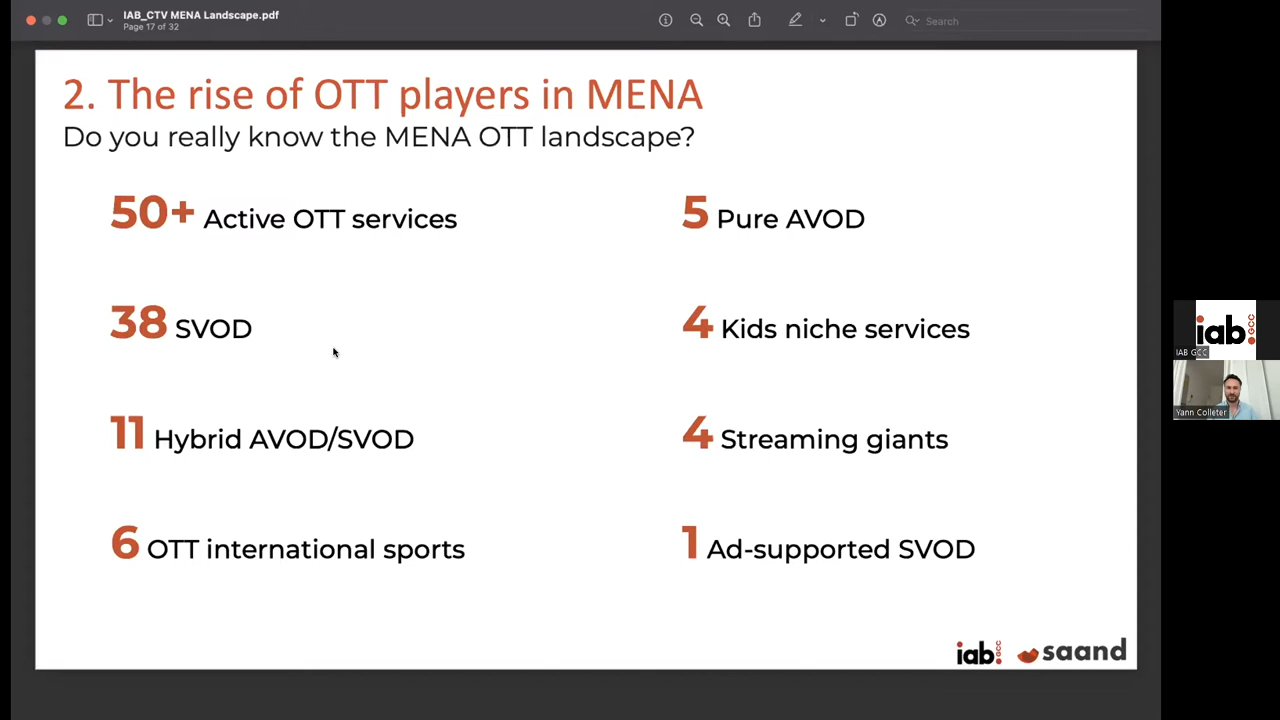 IAB_CTV MENA Landscape.pdf
Page 17 of 32
Search
2. The rise of OTT players in MENA
Do you really know the MENA OTT landscape?
50+ Active OTT services
38 SVOD
11 Hybrid AVOD/SVOD
6 OTT international sports
5 Pure AVOD
4 Kids niche services
4 Streaming giants
1 Ad-supported SVOD
iab: GCC
saand
iab: GCC
IAB GCC
Yann Colleter